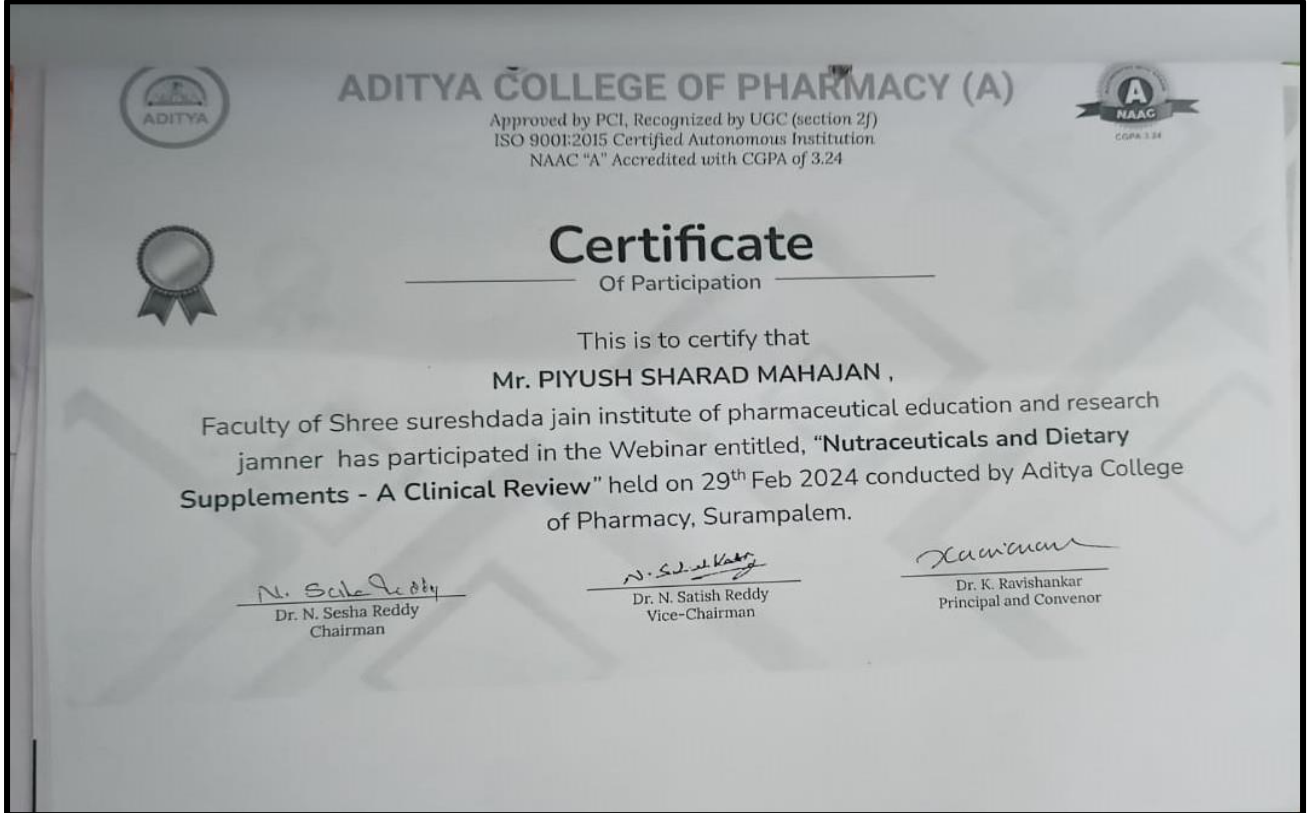 ADITYA
ADITYA COLLEGE OF PHARMACY (A)
Approved by PCI, Recognized by UGC (section 2f)
ISO 9001:2015 Certified Autonomous Institution
NAAC “A” Accredited with CGPA of 3.24
A
NAAC
CGPA 3.24
Certificate
Of Participation
This is to certify that
Mr. PIYUSH SHARAD MAHAJAN ,
Faculty of Shree sureshdada jain institute of pharmaceutical education and research
jamner has participated in the Webinar entitled, “Nutraceuticals and Dietary
Supplements - A Clinical Review” held on 29th Feb 2024 conducted by Aditya College
of Pharmacy, Surampalem.
Dr. N. Sesha Reddy
Chairman
Dr. N. Satish Reddy
Vice-Chairman
Dr. K. Ravishankar
Principal and Convenor